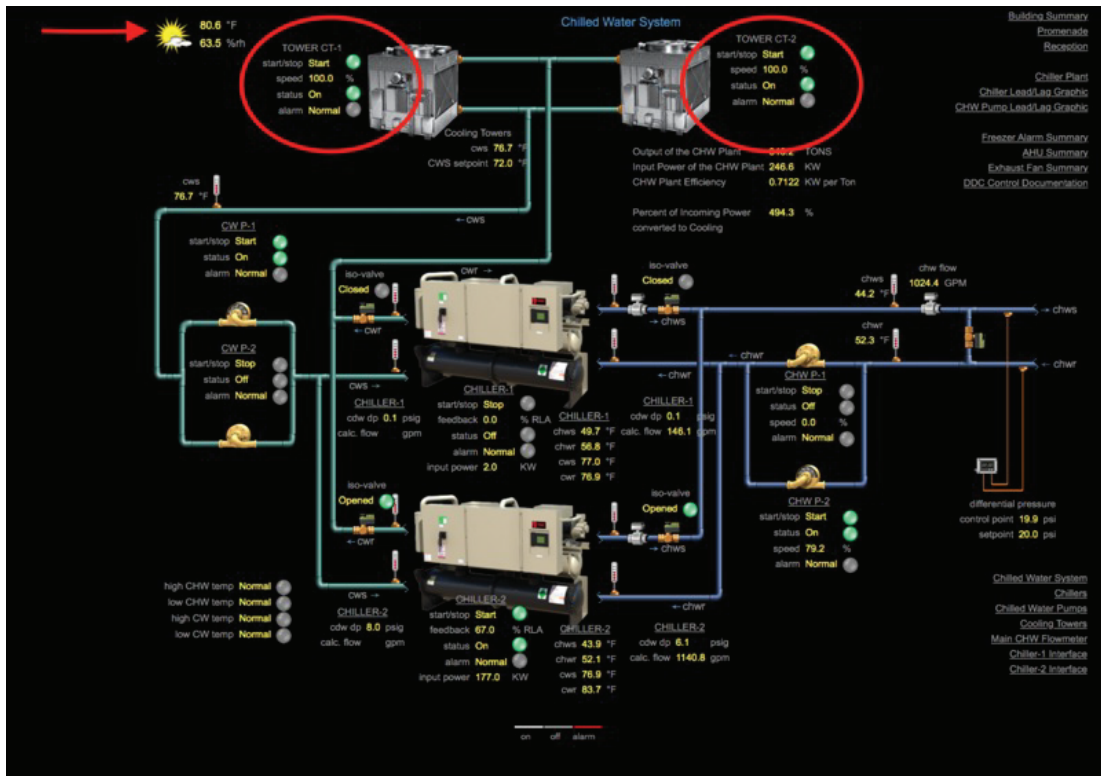 80.6 °F
63.5 %rh
Chilled Water System
Building Summary
Promenade
Reception
Chiller Plant
Chiller Lead/Lag Graphic
CHW Pump Lead/Lag Graphic
Freezer Alarm Summary
AHU Summary
Exhaust Fan Summary
DDC Control Documentation
TOWER CT-1
start/stop Start
speed 100.0 %
status On
alarm Normal
TOWER CT-2
start/stop Start
speed 100.0 %
status On
alarm Normal
Cooling Towers
cws 76.7 °F
CWS setpoint 72.0 °F
Output of the CHW Plant TONS
Input Power of the CHW Plant 246.6 KW
CHW Plant Efficiency 0.7122 KW per Ton
Percent of Incoming Power 494.3 %
converted to Cooling
cws
76.7 °F
←cws
CW P-1
start/stop Start
status On
alarm Normal
CW P-2
start/stop Stop
status Off
alarm Normal
iso-valve
Closed
cwr →
iso-valve
Closed
chws
44.2 °F
chw flow
1024.4 GPM
→ chws
→ chws
← cwr
chwr
52.3 °F
← chwr
← chwr
← chwr
cws →
CHILLER-1
cdw dp 0.1 psig
calc. flow gpm
CHILLER-1
start/stop Stop
feedback 0.0 % RLA
status Off
alarm Normal
input power 2.0 KW
CHILLER-1
chws 49.7 °F
chwr 56.8 °F
cws 77.0 °F
cwr 76.9 °F
CHILLER-1
cdw dp 0.1 psig
calc. flow 146.1 gpm
CHW P-1
start/stop Stop
status Off
speed 0.0 %
alarm Normal
CHW P-2
start/stop Start
status On
speed 79.2 %
alarm Normal
differential pressure
control point 19.9 psi
setpoint 20.0 psi
iso-valve
Opened
iso-valve
Opened
← cwr
→ chws
cws →
← chwr
high CHW temp Normal
low CHW temp Normal
high CW temp Normal
low CW temp Normal
CHILLER-2
cdw dp 8.0 psig
calc. flow gpm
CHILLER-2
start/stop Start
feedback 67.0 % RLA
status On
alarm Normal
input power 177.0 KW
CHILLER-2
chws 43.9 °F
chwr 52.1 °F
cws 76.9 °F
cwr 83.7 °F
CHILLER-2
cdw dp 6.1 psig
calc. flow 1140.8 gpm
Chilled Water System
Chillers
Chilled Water Pumps
Cooling Towers
Main CHW Flowmeter
Chiller-1 Interface
Chiller-2 Interface
on off alarm